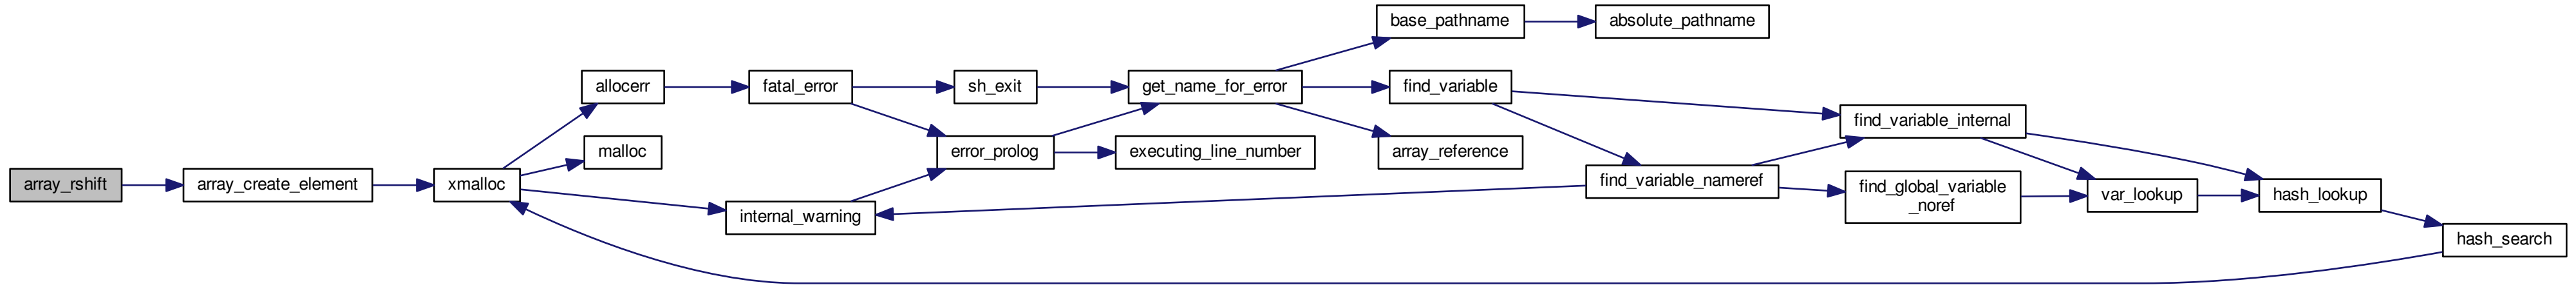 base_pathname
absolute_pathname
allocerr
fatal_error
sh_exit
get_name_for_error
find_variable
find_variable_internal
malloc
error_prolog
executing_line_number
array_reference
array_rshift
array_create_element
xmalloc
find_variable_nameref
find_global_variable
_noref
var_lookup
hash_lookup
internal_warning
hash_search